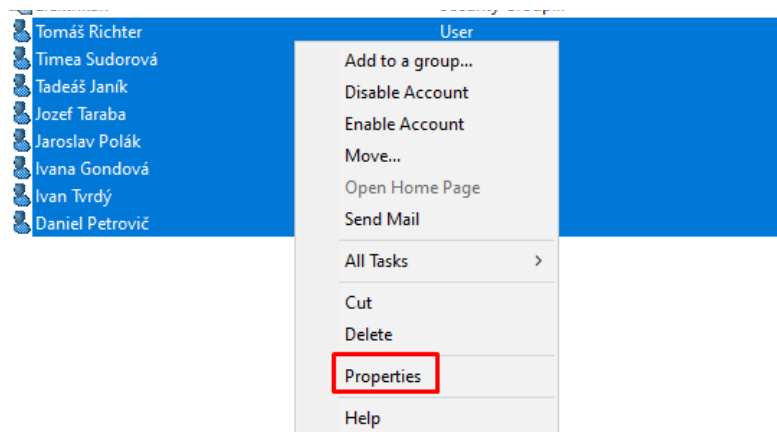 Tomáš Richter User
Timea Sudorová
Tadeáš Janík
Jozef Taraba
Jaroslav Polák
Ivana Gondová
Ivan Tvrdý
Daniel Petrovič
Add to a group...
Disable Account
Enable Account
Move...
Open Home Page
Send Mail
All Tasks
Cut
Delete
Properties
Help